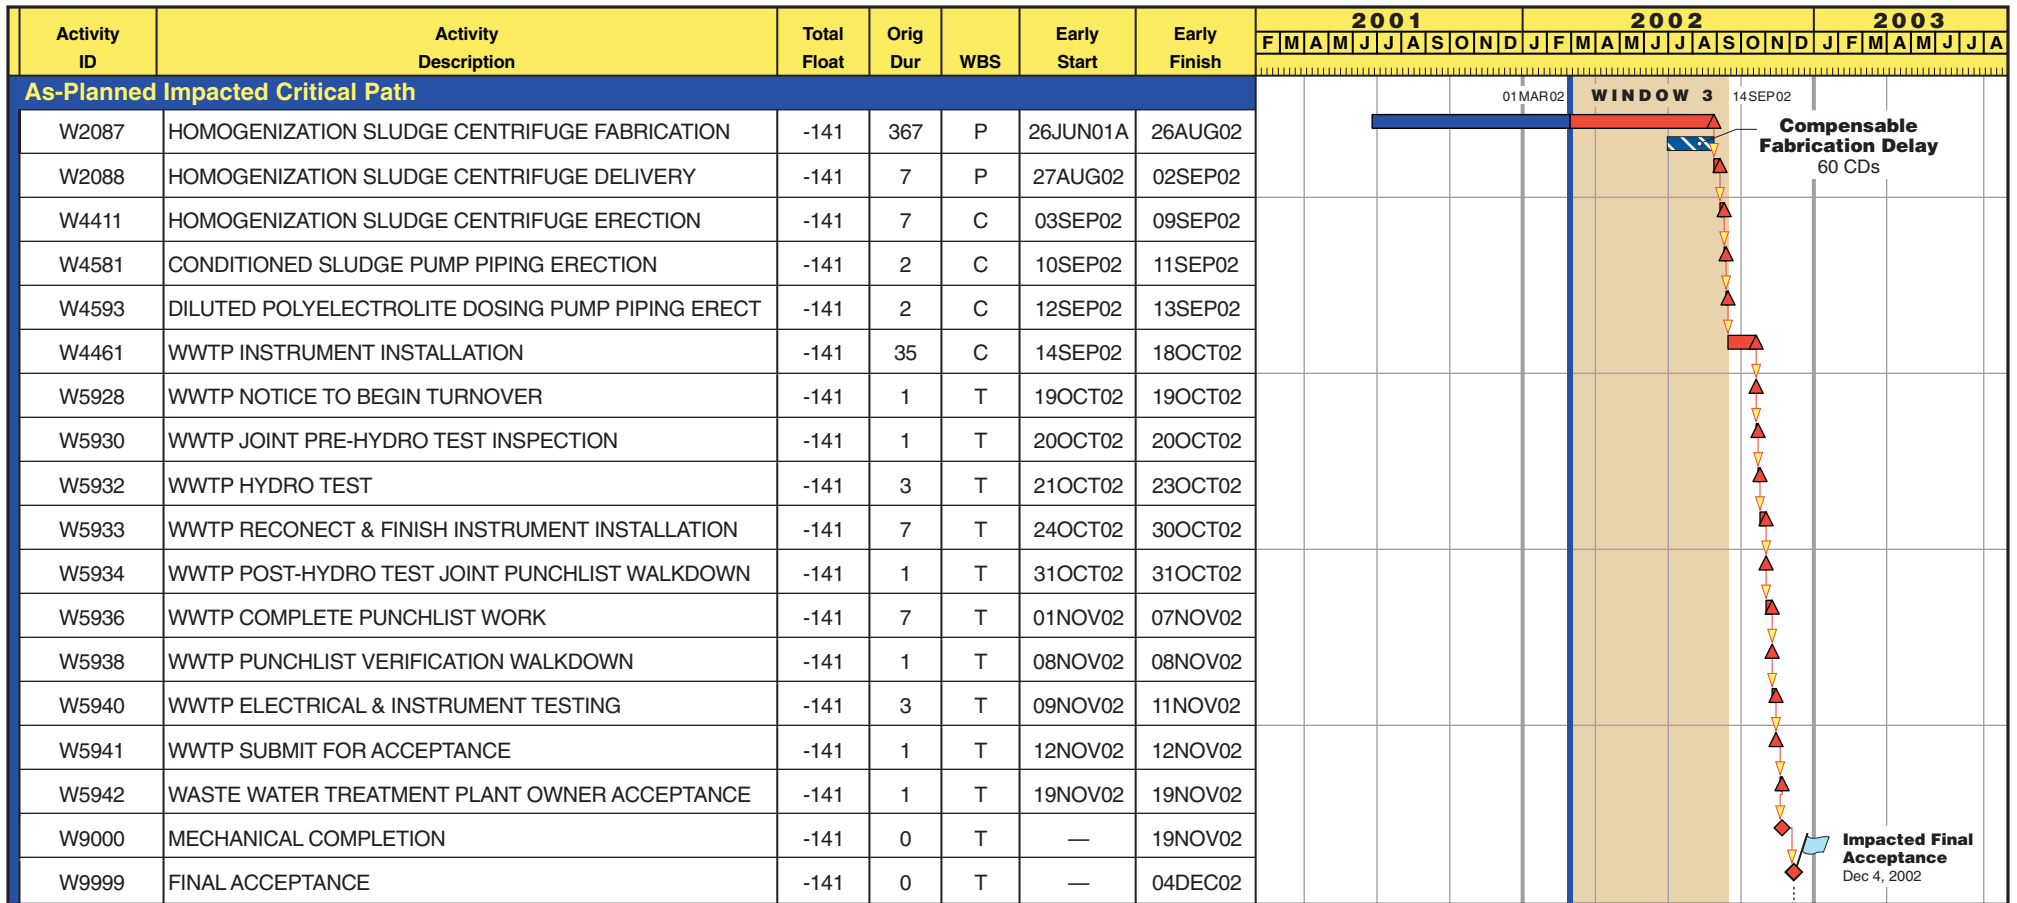 Activity ID Activity Description Total Float Orig Dur WBS Early Start Early Finish
2001 2002 2003
F M A M J J A S O N D J F M A M J J A S O N D J F M A M J J A
As-Planned Impacted Critical Path
01MAR02 WINDOW 3 14SEP02
W2087 HOMOGENIZATION SLUDGE CENTRIFUGE FABRICATION -141 367 P 26JUN01A 26AUG02
Compensable
Fabrication Delay
60 CDs
W2088 HOMOGENIZATION SLUDGE CENTRIFUGE DELIVERY -141 7 P 27AUG02 02SEP02
W4411 HOMOGENIZATION SLUDGE CENTRIFUGE ERECTION -141 7 C 03SEP02 09SEP02
W4581 CONDITIONED SLUDGE PUMP PIPING ERECTION -141 2 C 10SEP02 11SEP02
W4593 DILUTED POLYELECTROLITE DOSING PUMP PIPING ERECT -141 2 C 12SEP02 13SEP02
W4461 WWTP INSTRUMENT INSTALLATION -141 35 C 14SEP02 18OCT02
W5928 WWTP NOTICE TO BEGIN TURNOVER -141 1 T 19OCT02 19OCT02
W5930 WWTP JOINT PRE-HYDRO TEST INSPECTION -141 1 T 20OCT02 20OCT02
W5932 WWTP HYDRO TEST -141 3 T 21OCT02 23OCT02
W5933 WWTP RECONECT & FINISH INSTRUMENT INSTALLATION -141 7 T 24OCT02 30OCT02
W5934 WWTP POST-HYDRO TEST JOINT PUNCHLIST WALKDOWN -141 1 T 31OCT02 31OCT02
W5936 WWTP COMPLETE PUNCHLIST WORK -141 7 T 01NOV02 07NOV02
W5938 WWTP PUNCHLIST VERIFICATION WALKDOWN -141 1 T 08NOV02 08NOV02
W5940 WWTP ELECTRICAL & INSTRUMENT TESTING -141 3 T 09NOV02 11NOV02
W5941 WWTP SUBMIT FOR ACCEPTANCE -141 1 T 12NOV02 12NOV02
W5942 WASTE WATER TREATMENT PLANT OWNER ACCEPTANCE -141 1 T 19NOV02 19NOV02
W9000 MECHANICAL COMPLETION -141 0 T — 19NOV02
Impacted Final
Acceptance
Dec 4, 2002
W9999 FINAL ACCEPTANCE -141 0 T — 04DEC02